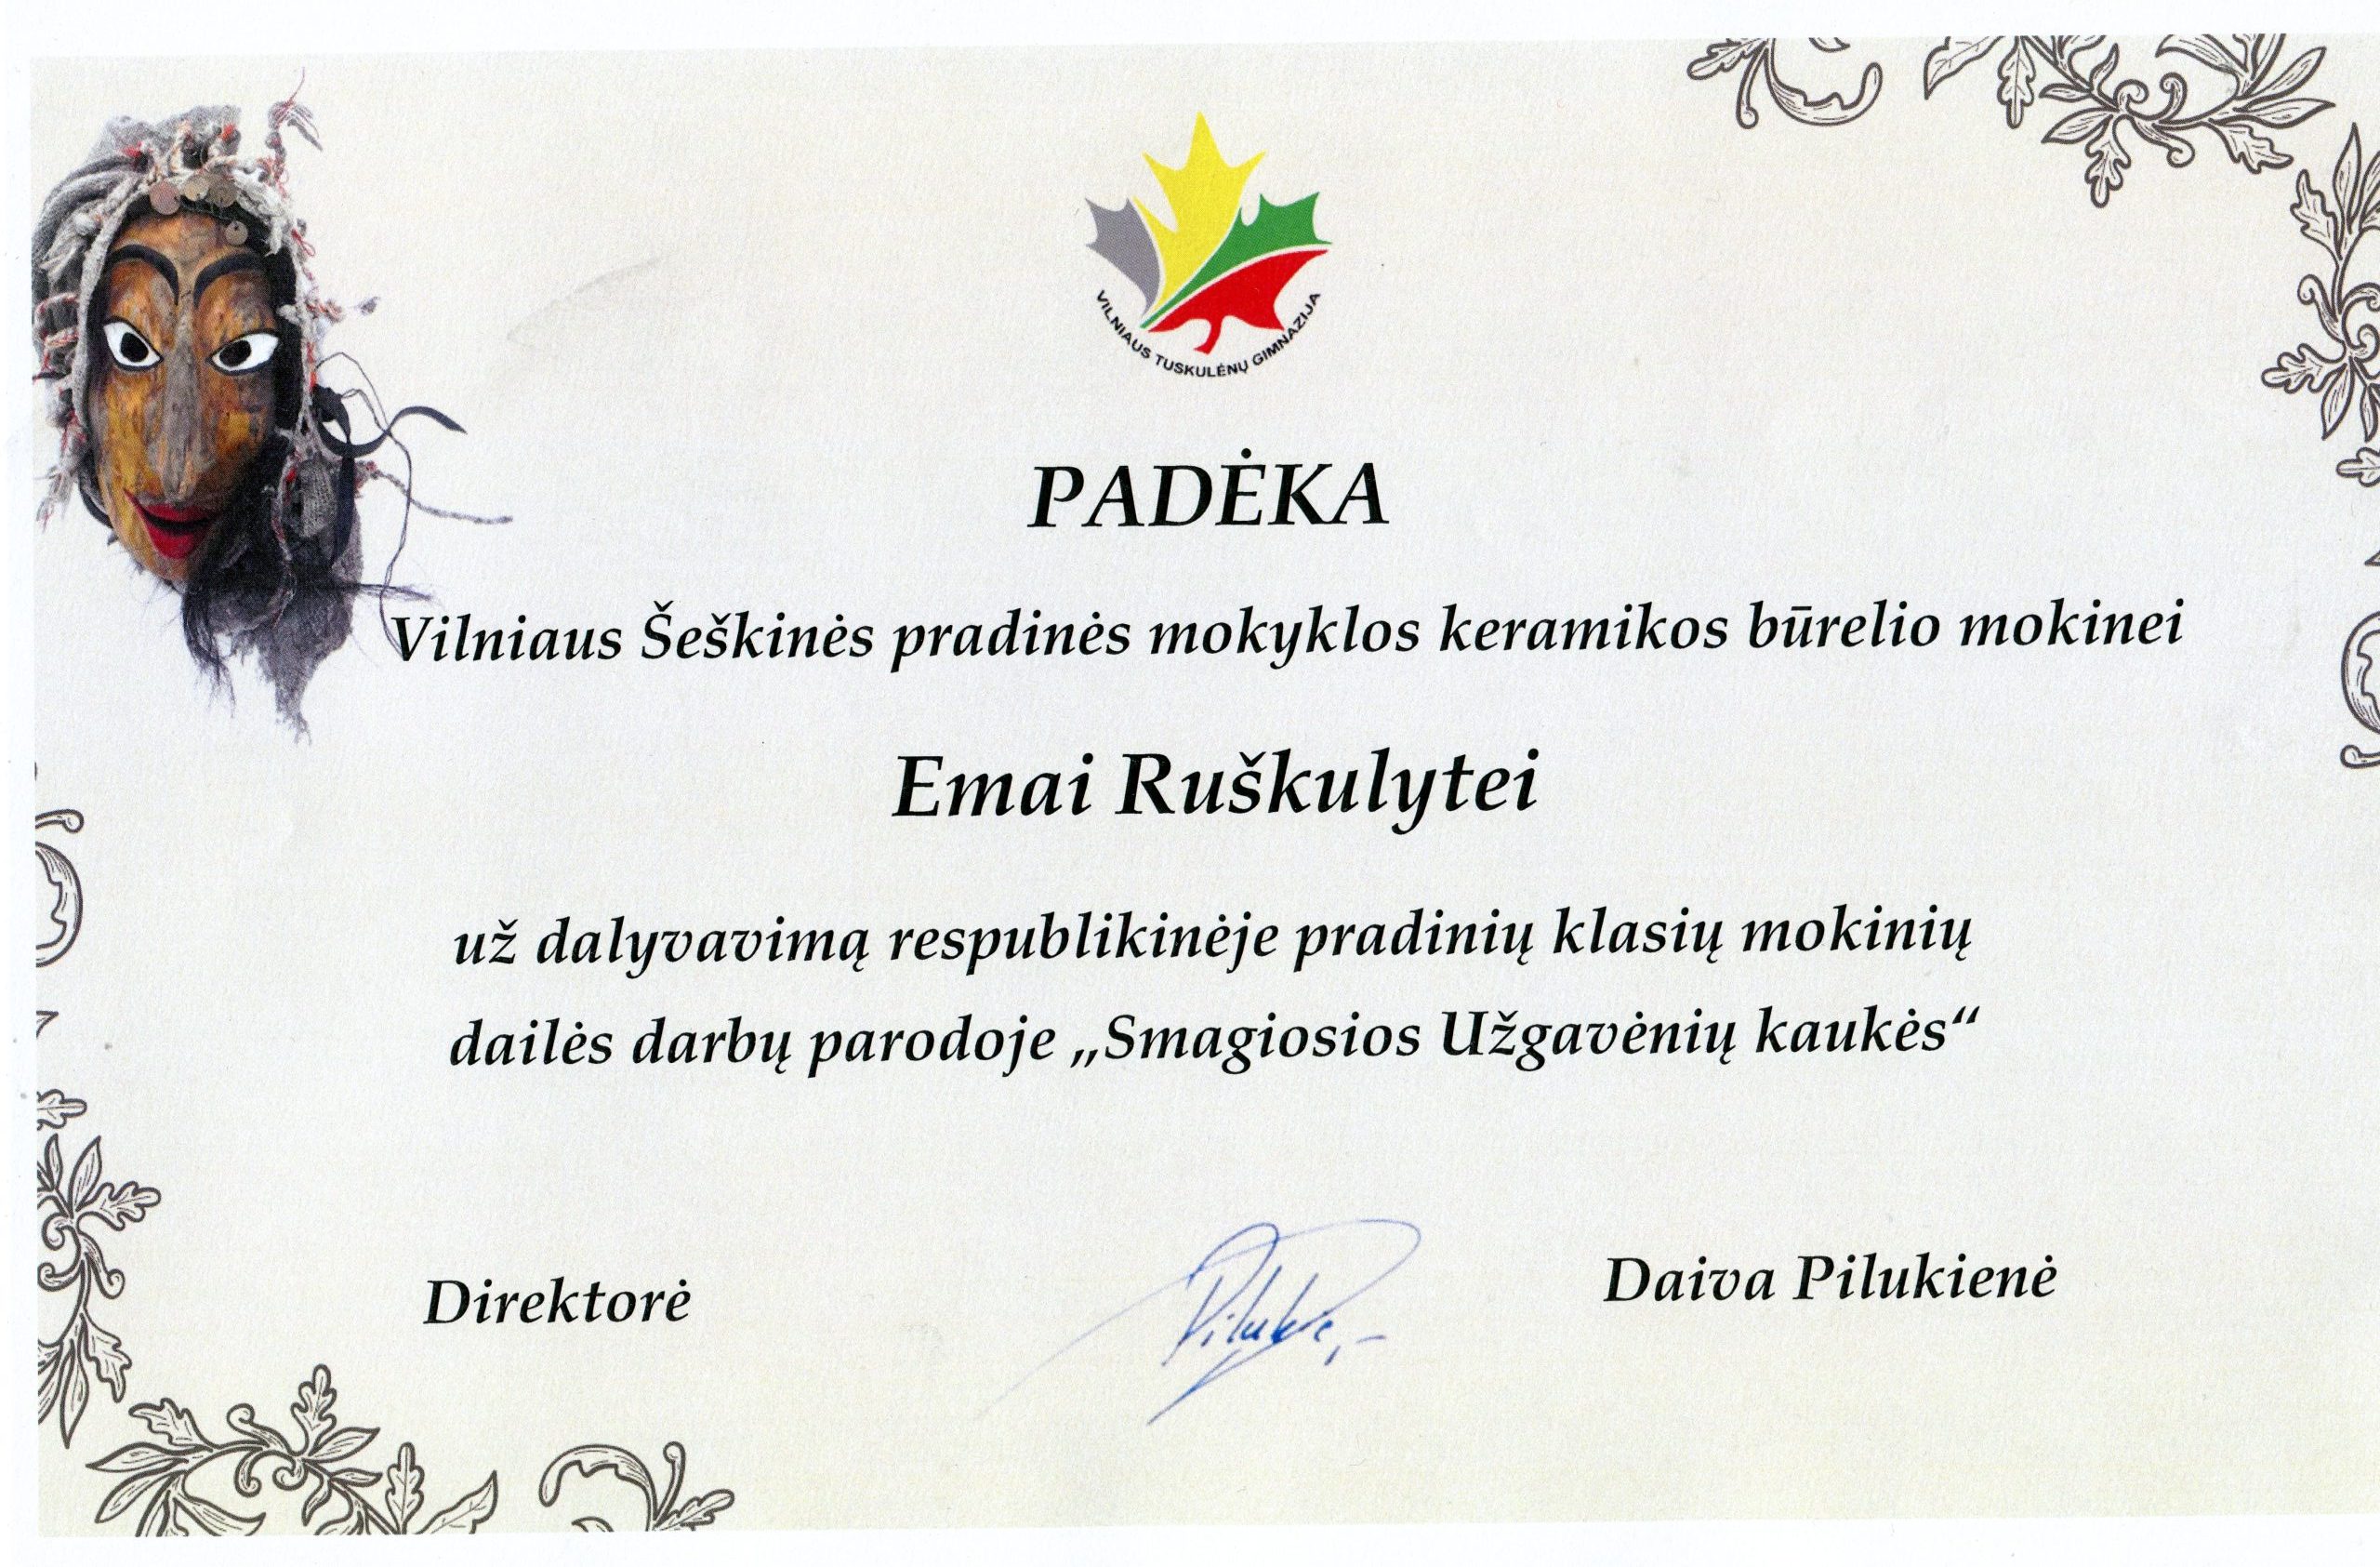 VILNIAUS TUSKULĖNŲ GIMNAZIJA
PADĖKA
Vilniaus Šeškinės pradinės mokyklos keramikos būrelio mokinei
Emai Ruškulytei
už dalyvavimą respublikinėje pradinių klasių mokinių
dailės darbų parodoje „Smagiosios Užgavėnių kaukės“
Direktorė
Daiva Pilukienė